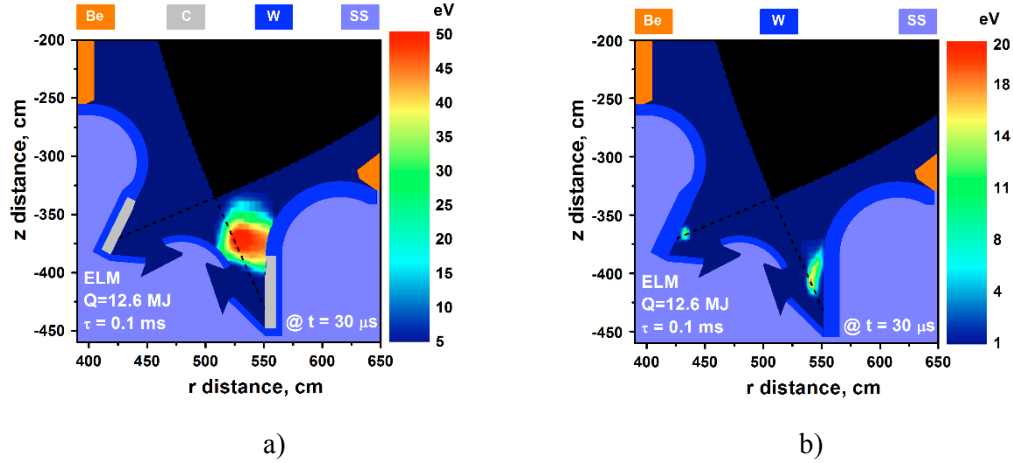 Be C W SS eV
-200
-250
-300
-350
-400
-450
z distance, cm
400 450 500 550 600 650
r distance, cm
50
45
40
35
30
25
20
15
10
5
ELM
Q=12.6 MJ
τ = 0.1 ms
@ t = 30 μs
a)
Be W SS eV
-200
-250
-300
-350
-400
-450
z distance, cm
400 450 500 550 600 650
r distance, cm
20
18
16
13
11
8
6
4
1
ELM
Q=12.6 MJ
τ = 0.1 ms
@ t = 30 μs
b)